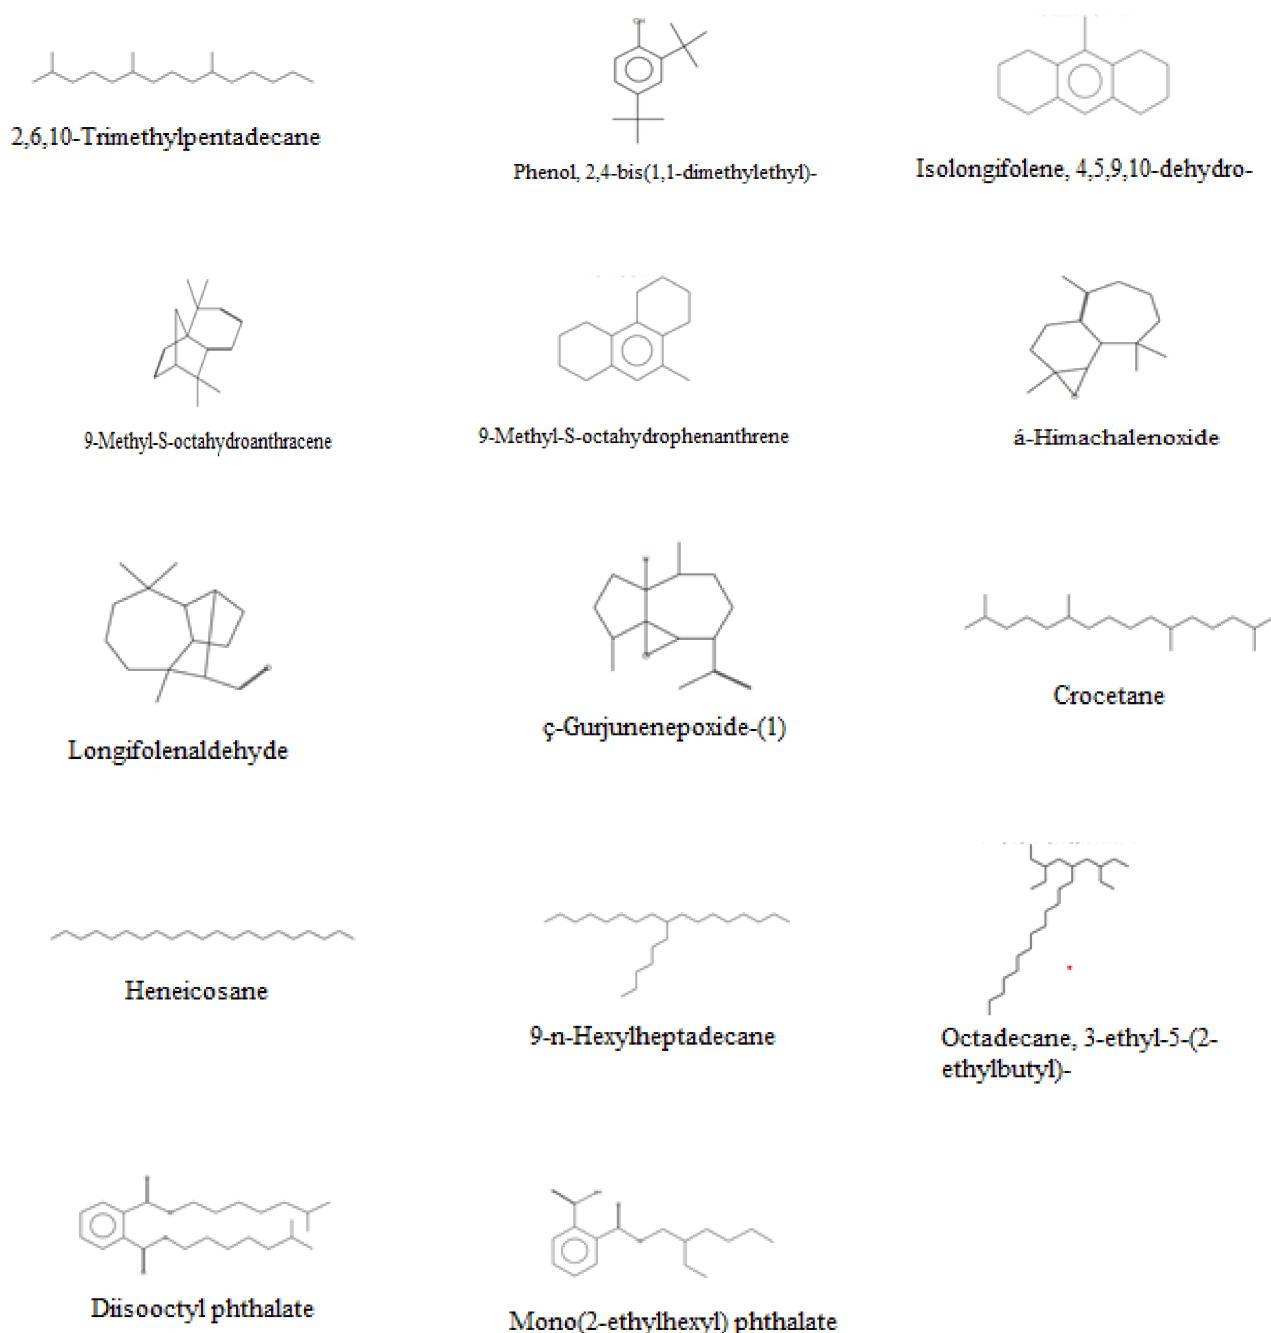 2,6,10-Trimethylpentadecane
OH
Phenol, 2,4-bis(1,1-dimethylethyl)-
Isolongifolene, 4,5,9,10-dehydro-
9-Methyl-S-octahydroanthracene
9-Methyl-S-octahydrophenanthrene
á-Himachalenoxide
Longifolenaldehyde
ç-Gurjunenepoxide-(1)
Crocetane
Heneicosane
9-n-Hexylheptadecane
Octadecane, 3-ethyl-5-(2-
ethylbutyl)-
Diisooctyl phthalate
Mono(2-ethylhexyl) phthalate